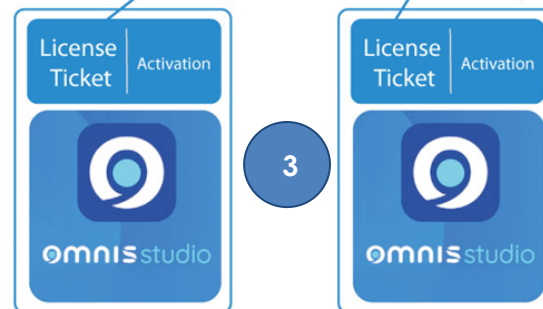 License
Ticket
Activation
omnis studio
3
License
Ticket
Activation
omnis studio